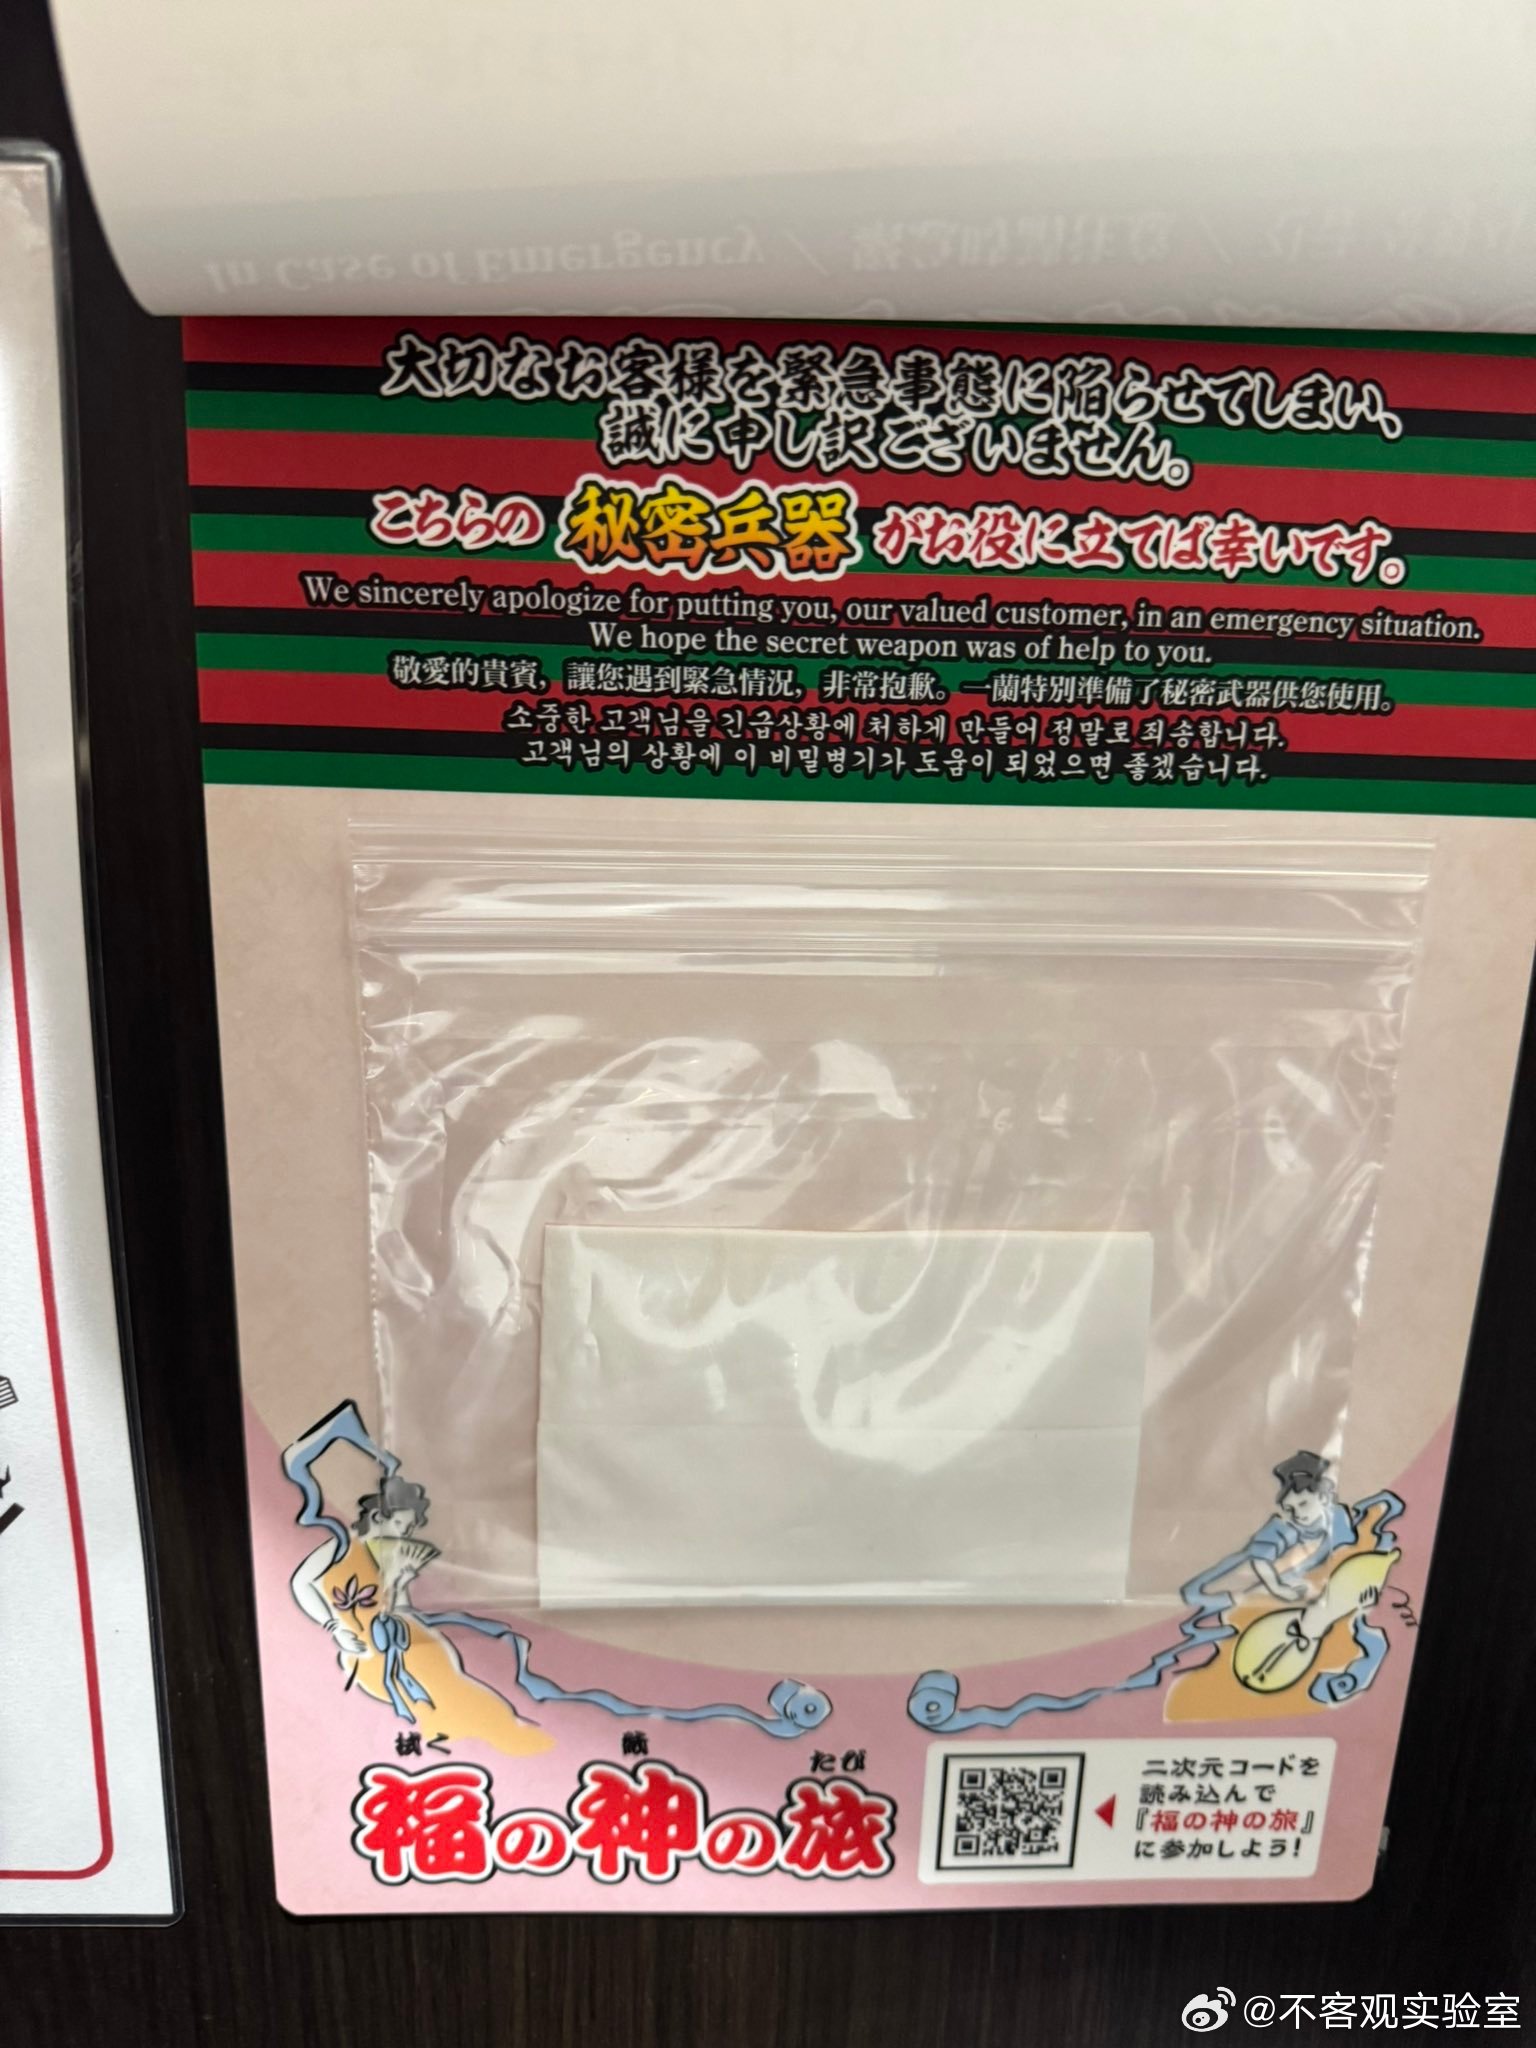 In Case of Emergency /
大切なお客様を緊急事態に陥らせてしまい、
誠に申し訳ございません。
こちらの秘密兵器がお役に立てば幸いです。
We sincerely apologize for putting you, our valued customer, in an emergency situation.
We hope the secret weapon was of help to you.
敬愛的貴賓，讓您遇到緊急情況，非常抱歉。一蘭特別準備了秘密武器供您使用。
소중한 고객님을 긴급상황에 처하게 만들어 정말로 죄송합니다.
고객님의 상황에 이 비밀병기가 도움이 되었으면 좋겠습니다.
拭く 紙 たび
福の神の旅
二次元コードを
読み込んで
『福の神の旅』
に参加しよう！
@不客观实验室